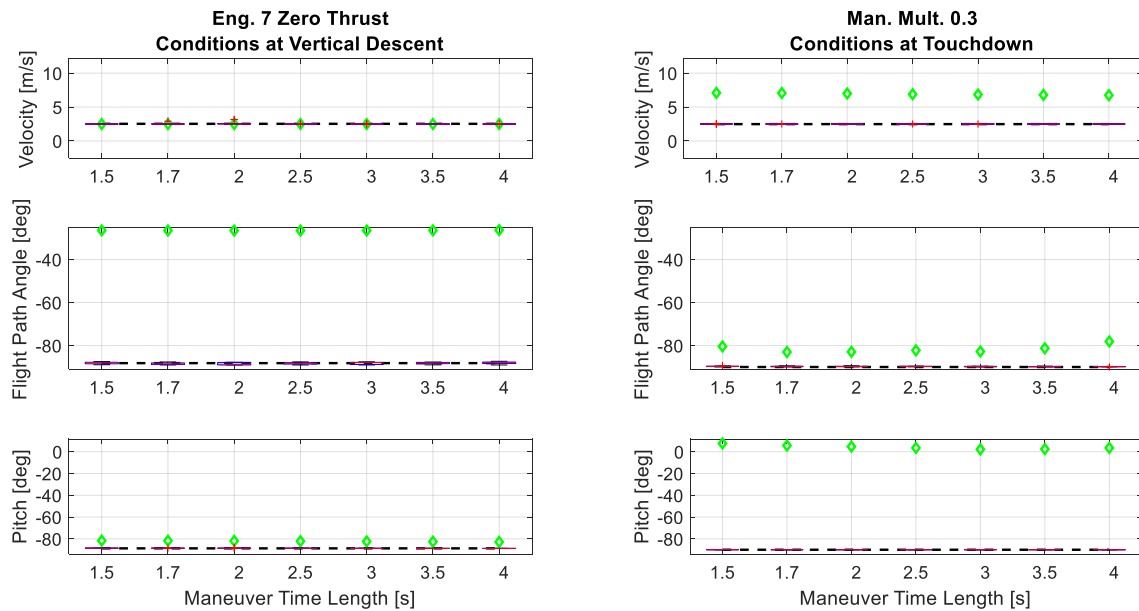 Eng. 7 Zero Thrust
Conditions at Vertical Descent
Velocity [m/s]
10
5
0
1.5 1.7 2 2.5 3 3.5 4
Flight Path Angle [deg]
-40
-60
-80
1.5 1.7 2 2.5 3 3.5 4
Pitch [deg]
0
-20
-40
-60
-80
1.5 1.7 2 2.5 3 3.5 4
Maneuver Time Length [s]
Man. Mult. 0.3
Conditions at Touchdown
Velocity [m/s]
10
5
0
1.5 1.7 2 2.5 3 3.5 4
Flight Path Angle [deg]
-40
-60
-80
1.5 1.7 2 2.5 3 3.5 4
Pitch [deg]
0
-20
-40
-60
-80
1.5 1.7 2 2.5 3 3.5 4
Maneuver Time Length [s]